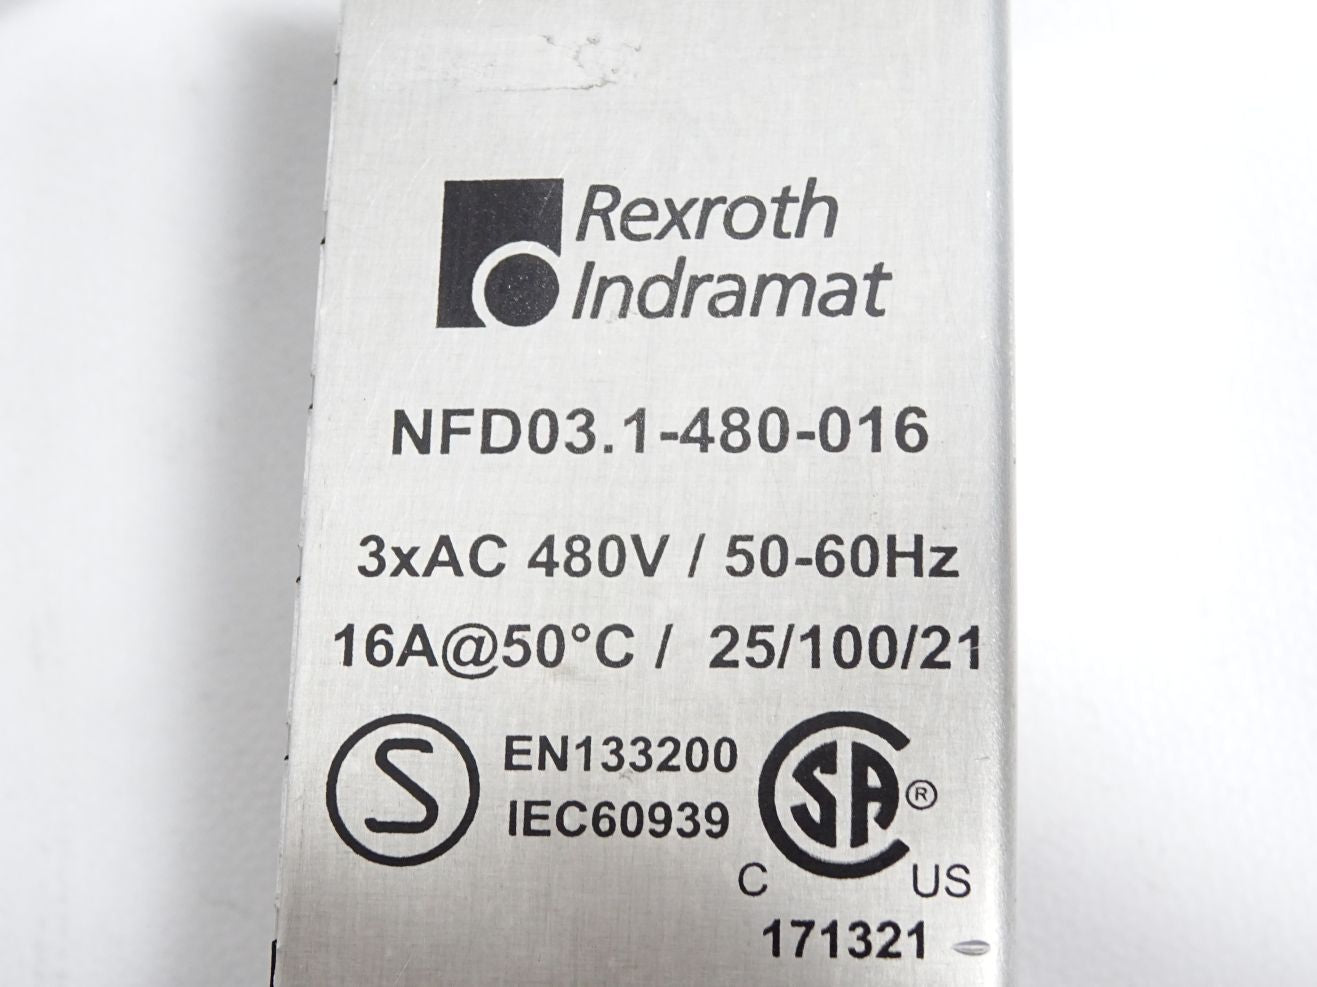 Rexroth
Indramat
NFD03.1-480-016
3xAC 480V / 50-60Hz
16A@50°C / 25/100/21
S
EN133200
IEC60939
CSA®
C US
171321